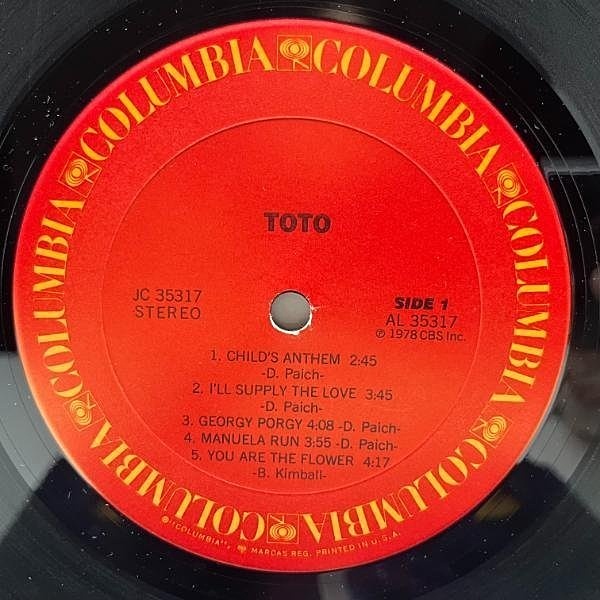 COLUMBIA COLUMBIA COLUMBIA COLUMBIA COLUMBIA COLUMBIA COLUMBIA COLUMBIA
TOTO
JC 35317
STEREO
SIDE 1
AL 35317
℗ 1978 CBS Inc.
1. CHILD'S ANTHEM 2:45
-D. Paich-
2. I'LL SUPPLY THE LOVE 3:45
-D. Paich-
3. GEORGY PORGY 4:08 -D. Paich-
4. MANUELA RUN 3:55 -D. Paich-
5. YOU ARE THE FLOWER 4:17
-B. Kimball-
® "COLUMBIA", MARCAS REG. PRINTED IN U.S.A.